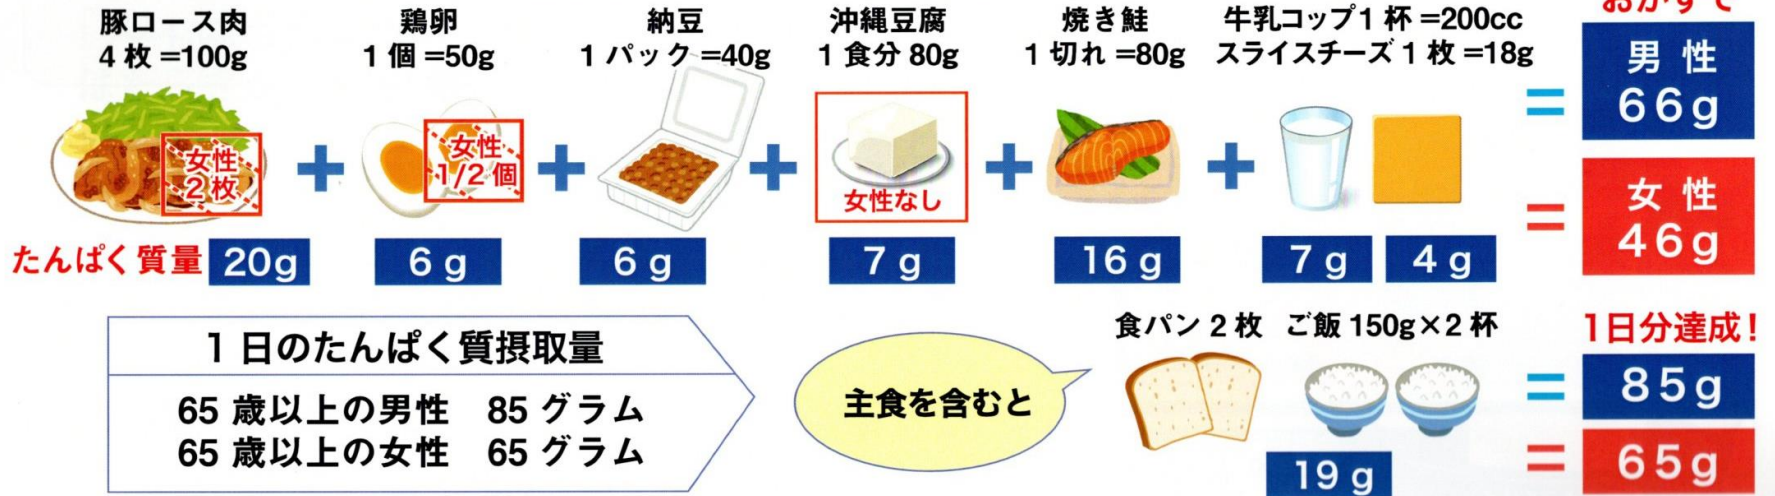 豚ロース肉
4枚=100g
鶏卵
1個=50g
納豆
1パック=40g
沖縄豆腐
1食分80g
焼き鮭
1切れ=80g
牛乳コップ1杯=200cc
スライスチーズ1枚=18g
おかずで
男性
66g
女性
2枚
女性
1/2個
女性なし
女性
46g
たんぱく質量 20g
6g
6g
7g
16g
7g
4g
1日のたんぱく質摂取量
65歳以上の男性 85グラム
65歳以上の女性 65グラム
主食を含むと
食パン2枚 ご飯150g×2杯
19g
1日分達成!
85g
65g